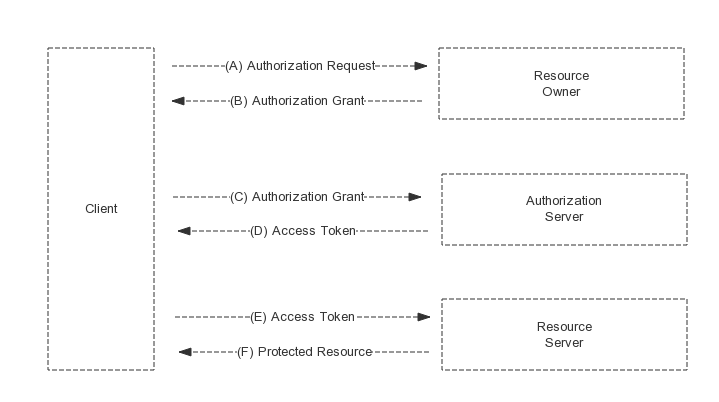 (A) Authorization Request
Resource
Owner
(B) Authorization Grant
(C) Authorization Grant
Authorization
Server
Client
(D) Access Token
(E) Access Token
Resource
Server
(F) Protected Resource